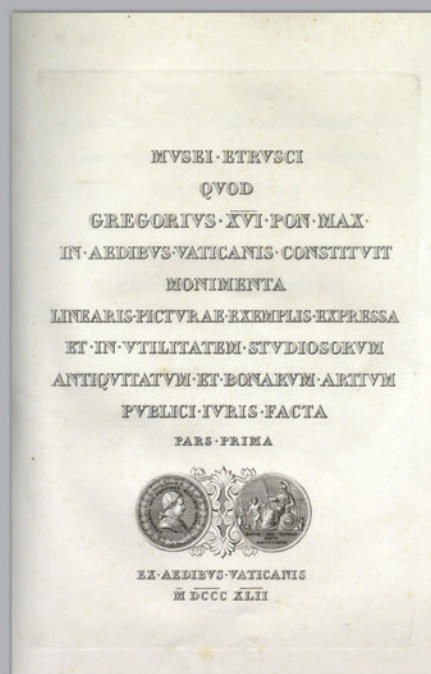 MVSEI·ETRVSCI
QVOD
GREGORIVS·XVI·PON·MAX·
IN·AEDIBVS·VATICANIS·CONSTITVIT
MONIMENTA
LINEARIS·PICTVRAE·EXEMPLIS·EXPRESSA
ET·IN·VTILITATEM·STVDIOSORVM
ANTIQVITATVM·ET·BONARVM·ARTIVM
PVBLICI·IVRIS·FACTA
PARS·PRIMA
EX·AEDIBVS·VATICANIS
M DCCC XLII